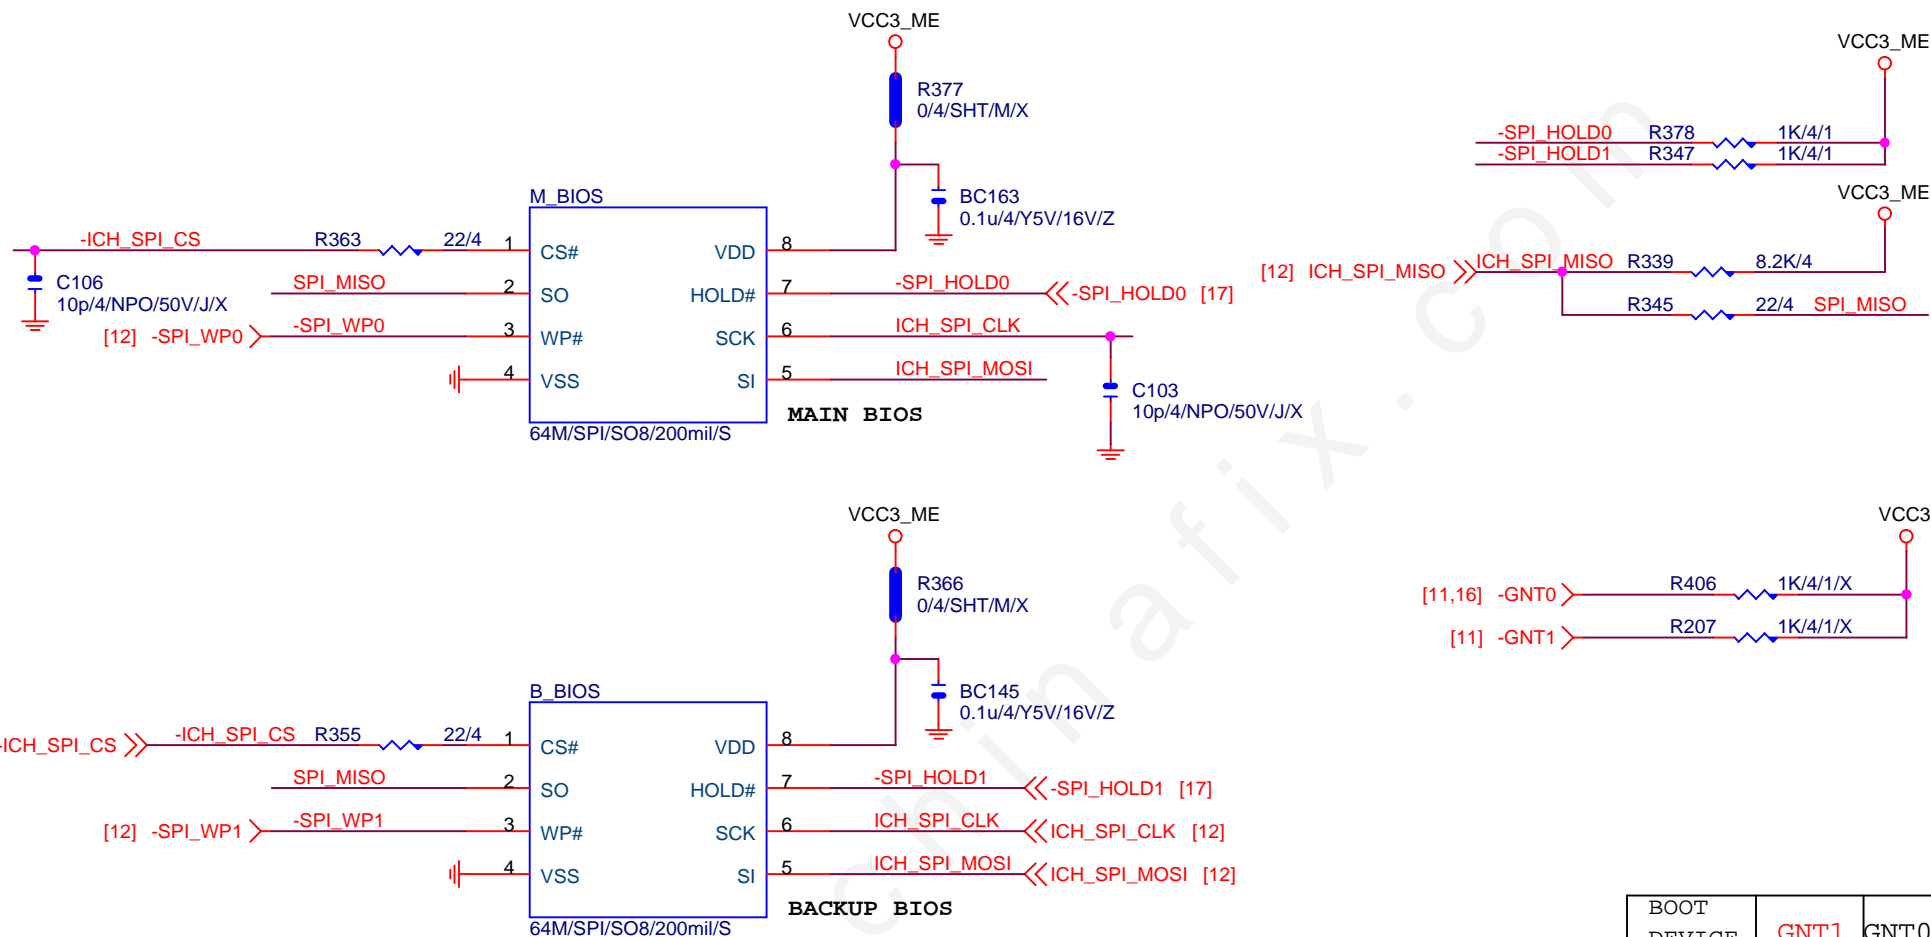 VCC3_ME
R377
0/4/SHT/M/X
BC163
0.1u/4/Y5V/16V/Z
M_BIOS
-ICH_SPI_CS R363 22/4 1 CS# VDD 8
C106
10p/4/NPO/50V/J/X
SPI_MISO 2 SO HOLD# 7 -SPI_HOLD0 -SPI_HOLD0 [17]
[12] -SPI_WP0 -SPI_WP0 3 WP# SCK 6 ICH_SPI_CLK
4 VSS SI 5 ICH_SPI_MOSI
C103
10p/4/NPO/50V/J/X
MAIN BIOS
64M/SPI/SO8/200mil/S
VCC3_ME
-SPI_HOLD0 R378 1K/4/1
-SPI_HOLD1 R347 1K/4/1
VCC3_ME
[12] ICH_SPI_MISO ICH_SPI_MISO R339 8.2K/4
R345 22/4 SPI_MISO
VCC3_ME
R366
0/4/SHT/M/X
BC145
0.1u/4/Y5V/16V/Z
B_BIOS
-ICH_SPI_CS -ICH_SPI_CS R355 22/4 1 CS# VDD 8
SPI_MISO 2 SO HOLD# 7 -SPI_HOLD1 -SPI_HOLD1 [17]
[12] -SPI_WP1 -SPI_WP1 3 WP# SCK 6 ICH_SPI_CLK ICH_SPI_CLK [12]
4 VSS SI 5 ICH_SPI_MOSI ICH_SPI_MOSI [12]
BACKUP BIOS
64M/SPI/SO8/200mil/S
VCC3
[11,16] -GNT0 R406 1K/4/1/X
[11] -GNT1 R207 1K/4/1/X
BOOT
DEVICE GNT1 GNT0
chinafix.com